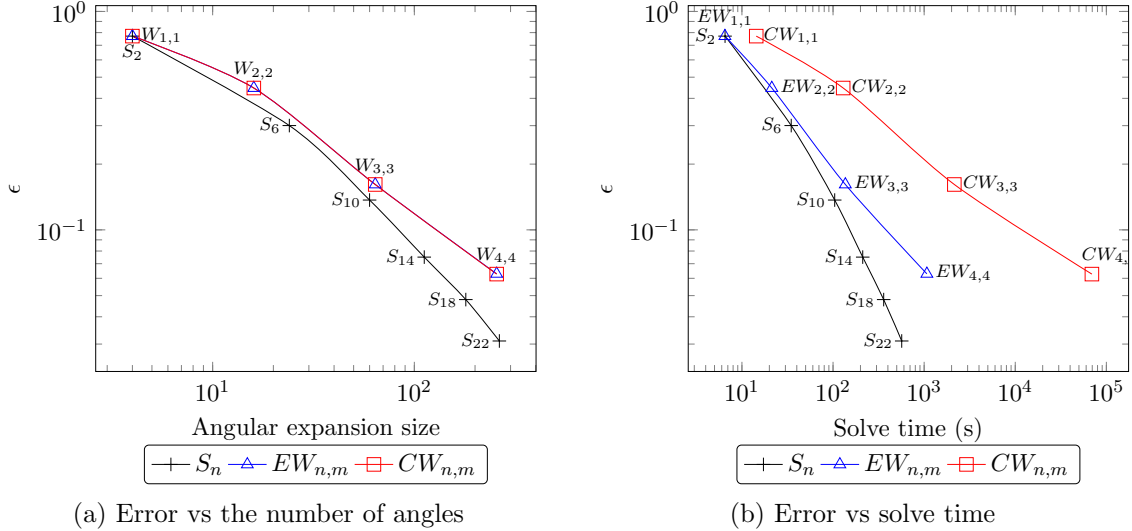 10^0
10^{-1}
ϵ
S_2
W_{1,1}
W_{2,2}
S_6
W_{3,3}
S_{10}
S_{14}
W_{4,4}
S_{18}
S_{22}
10^1
10^2
Angular expansion size
S_n EW_{n,m} CW_{n,m}
(a) Error vs the number of angles
10^0
10^{-1}
ϵ
EW_{1,1}
S_2
CW_{1,1}
EW_{2,2}
CW_{2,2}
S_6
EW_{3,3}
CW_{3,3}
S_{10}
S_{14}
EW_{4,4}
CW_{4,
S_{18}
S_{22}
10^1 10^2 10^3 10^4 10^5
Solve time (s)
S_n EW_{n,m} CW_{n,m}
(b) Error vs solve time